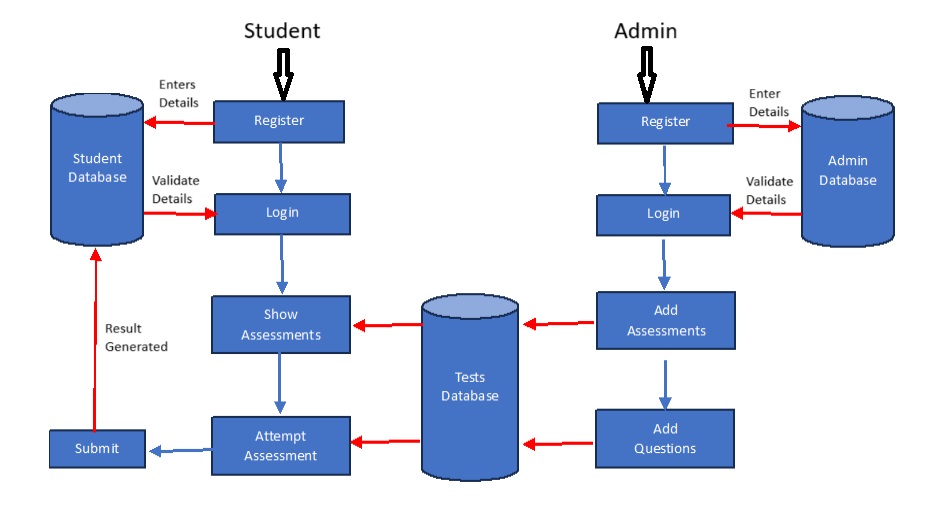 Student
Admin
Enters
Details
Register
Student
Database
Validate
Details
Login
Register
Enter
Details
Admin
Database
Validate
Details
Login
Show
Assessments
Tests
Database
Add
Assessments
Result
Generated
Submit
Attempt
Assessment
Add
Questions